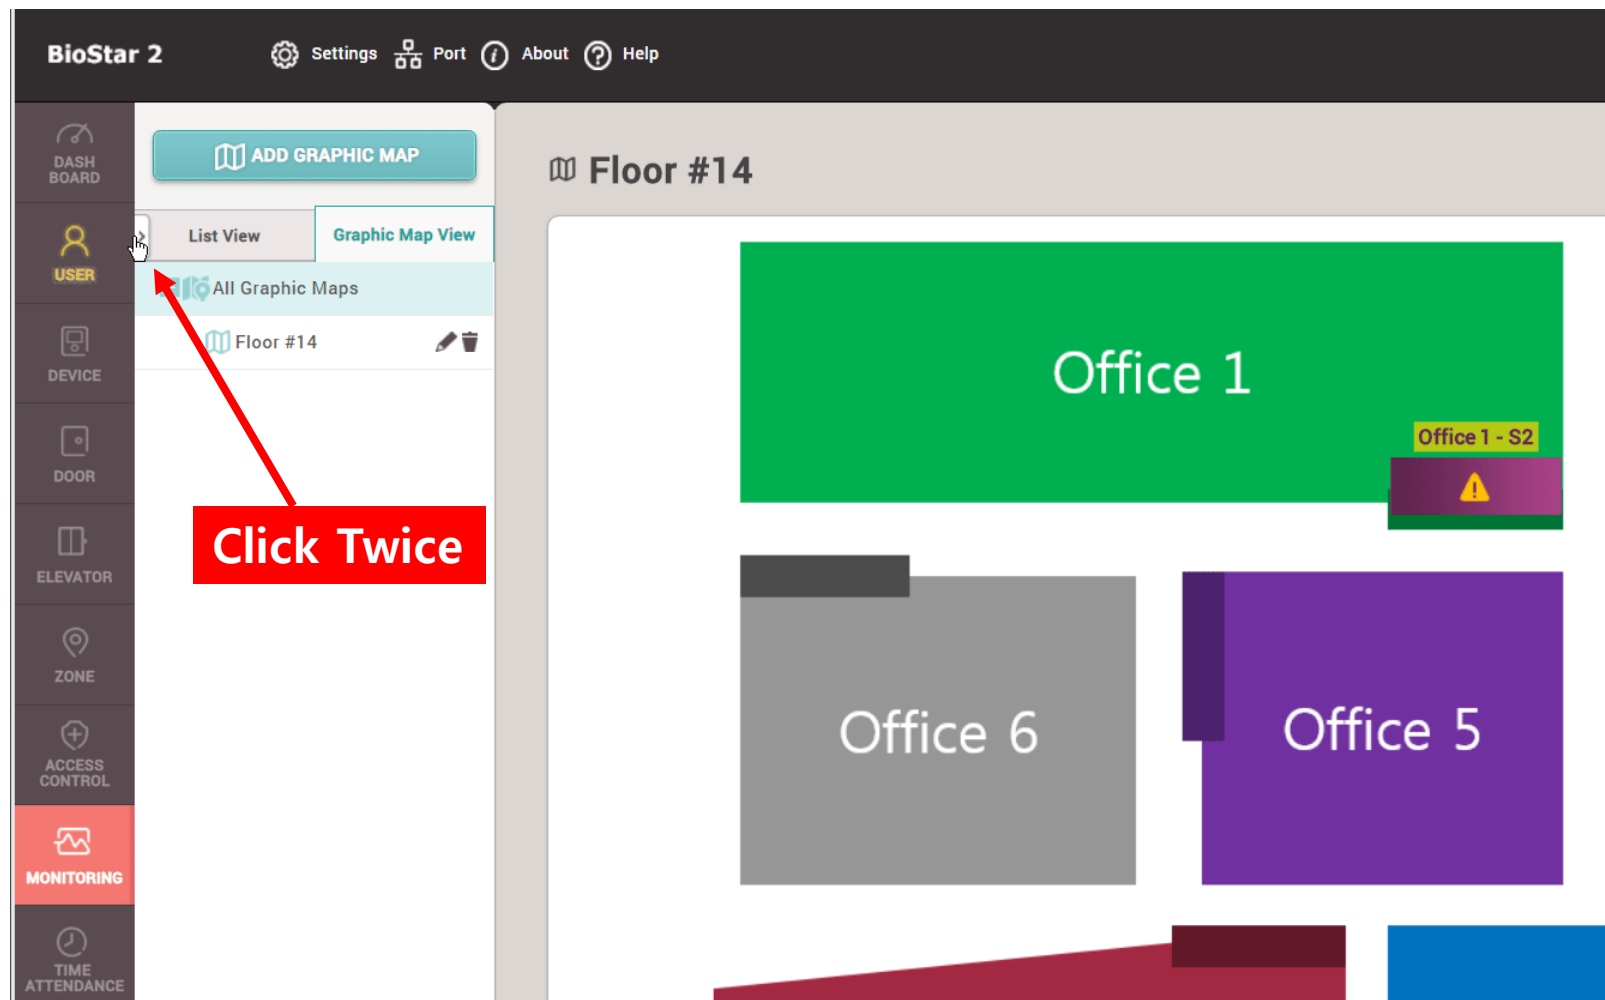 BioStar 2
Settings
Port
About
Help
DASH
BOARD
USER
DEVICE
DOOR
ELEVATOR
ZONE
ACCESS
CONTROL
MONITORING
TIME
ATTENDANCE
ADD GRAPHIC MAP
List View
Graphic Map View
All Graphic Maps
Floor #14
Click Twice
Floor #14
Office 1
Office 1 - S2
Office 6
Office 5